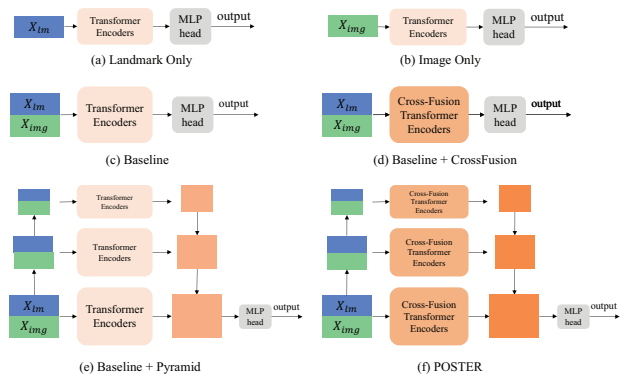 X_lm
Transformer
Encoders
MLP
head
output
(a) Landmark Only
X_img
Transformer
Encoders
MLP
head
output
(b) Image Only
X_lm
X_img
Transformer
Encoders
MLP
head
output
(c) Baseline
X_lm
X_img
Cross-Fusion
Transformer
Encoders
MLP
head
output
(d) Baseline + CrossFusion
Transformer
Encoders
Transformer
Encoders
X_lm
X_img
Transformer
Encoders
MLP
head
output
(e) Baseline + Pyramid
Cross-Fusion
Transformer
Encoders
Cross-Fusion
Transformer
Encoders
X_lm
X_img
Cross-Fusion
Transformer
Encoders
MLP
head
output
(f) POSTER